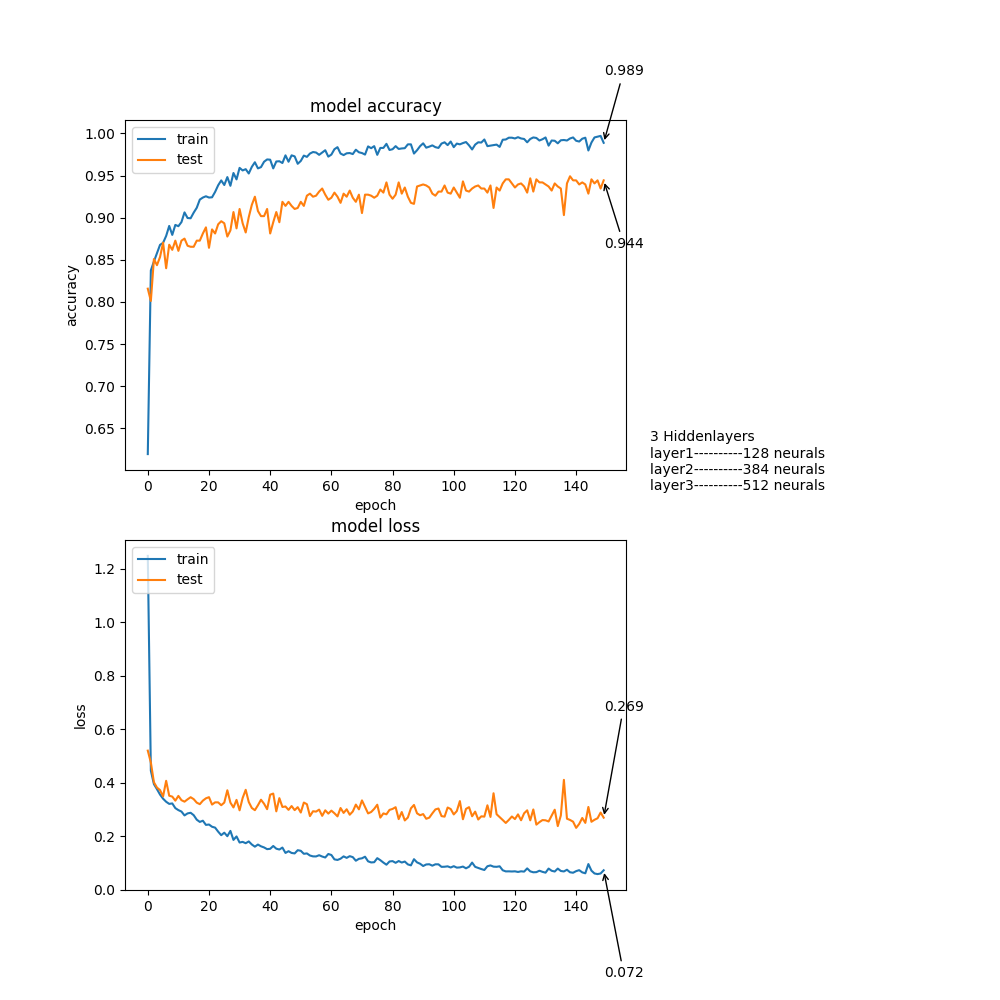 0.989
model accuracy
train
test
1.00
0.95
0.90
0.85
0.80
0.75
0.70
0.65
accuracy
0.944
0 20 40 60 80 100 120 140
epoch
3 Hiddenlayers
layer1----------128 neurals
layer2----------384 neurals
layer3----------512 neurals
model loss
train
test
1.2
1.0
0.8
0.6
0.4
0.2
0.0
loss
0.269
0 20 40 60 80 100 120 140
epoch
0.072